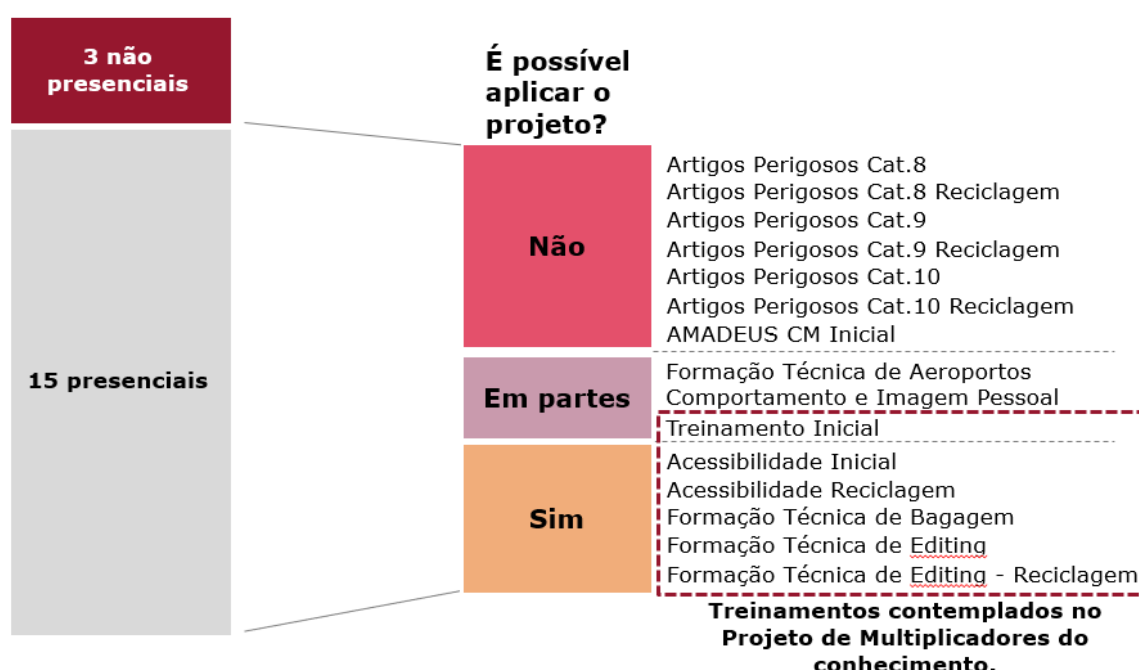 3 não
presenciais
15 presenciais
É possível
aplicar o
projeto?
Não
Artigos Perigosos Cat.8
Artigos Perigosos Cat.8 Reciclagem
Artigos Perigosos Cat.9
Artigos Perigosos Cat.9 Reciclagem
Artigos Perigosos Cat.10
Artigos Perigosos Cat.10 Reciclagem
AMADEUS CM Inicial
Em partes
Formação Técnica de Aeroportos
Comportamento e Imagem Pessoal
Treinamento Inicial
Sim
Acessibilidade Inicial
Acessibilidade Reciclagem
Formação Técnica de Bagagem
Formação Técnica de Editing
Formação Técnica de Editing - Reciclagem
Treinamentos contemplados no
Projeto de Multiplicadores do
conhecimento.